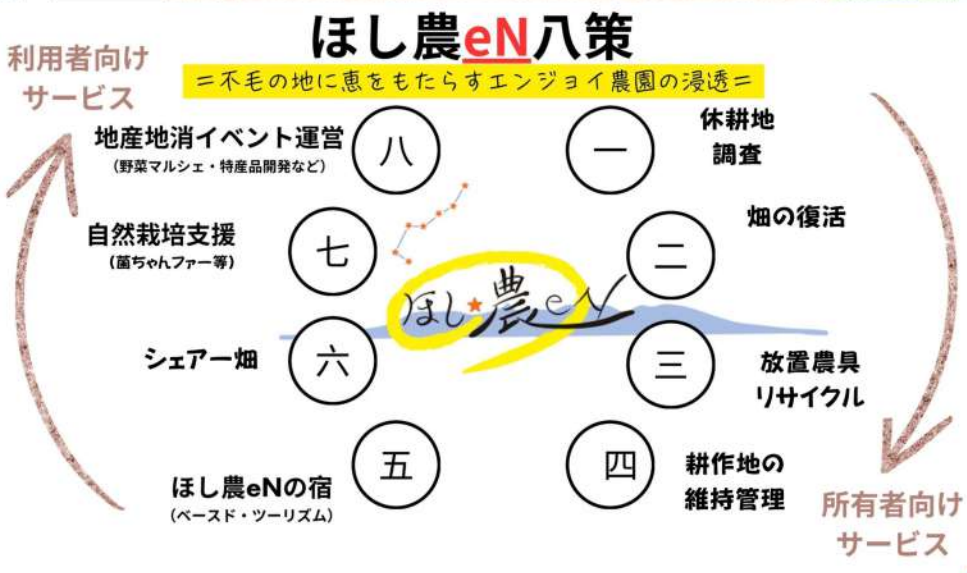 ほし農eN八策
＝不毛の地に恵をもたらすエンジョイ農園の浸透＝
利用者向け
サービス
八
地産地消イベント運営
（野菜マルシェ・特産品開発など）
一
休耕地
調査
七
自然栽培支援
（菌ちゃんファー等）
二
畑の復活
ほし★農eN
六
シェアー畑
三
放置農具
リサイクル
五
ほし農eNの宿
（ベースド・ツーリズム）
四
耕作地の
維持管理
所有者向け
サービス